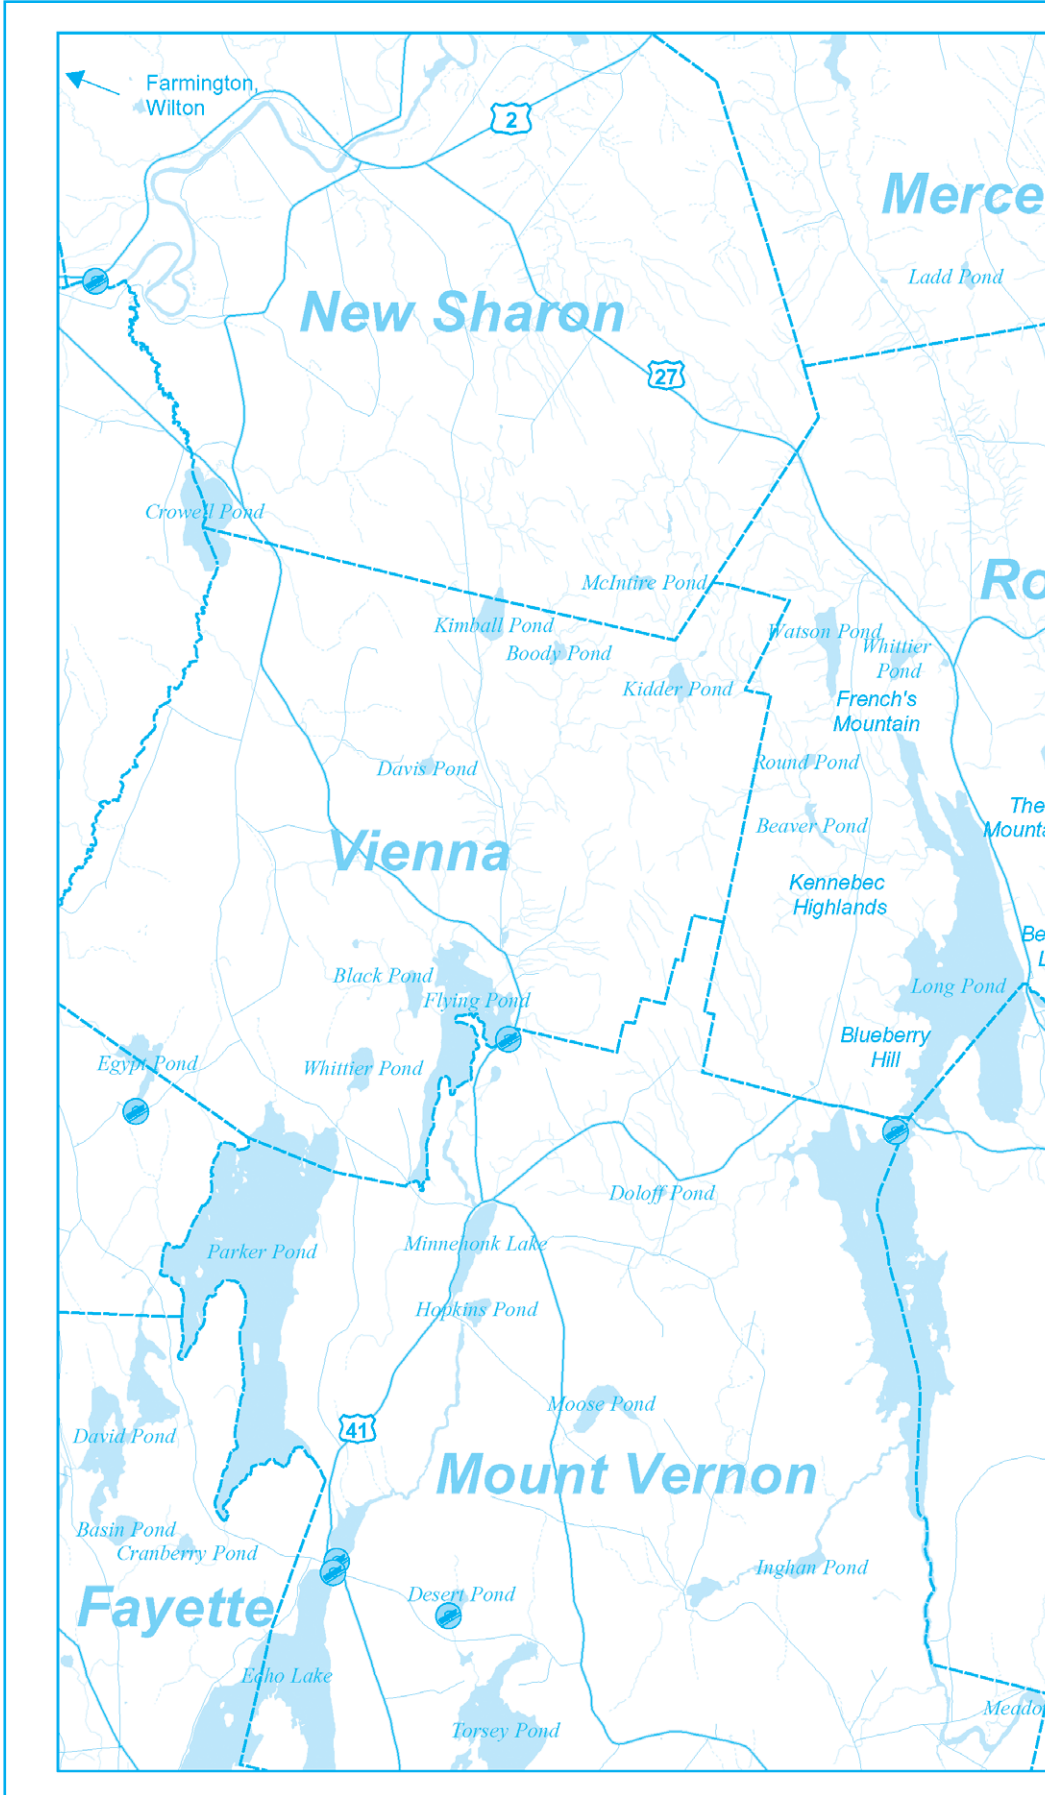 Farmington,
Wilton
2
Merce
Ladd Pond
New Sharon
27
Crowell Pond
McIntire Pond
Ro
Kimball Pond
Watson Pond
Boody Pond
Whittier
Pond
Kidder Pond
French's
Mountain
Davis Pond
Round Pond
The
Mounta
Beaver Pond
Vienna
Kennebec
Highlands
Be
L
Black Pond
Long Pond
Flying Pond
Blueberry
Hill
Egypt Pond
Whittier Pond
Doloff Pond
Parker Pond
Minnehonk Lake
Hopkins Pond
Moose Pond
41
David Pond
Mount Vernon
Basin Pond
Cranberry Pond
Inghan Pond
Desert Pond
Fayette
Echo Lake
Meado
Torsey Pond